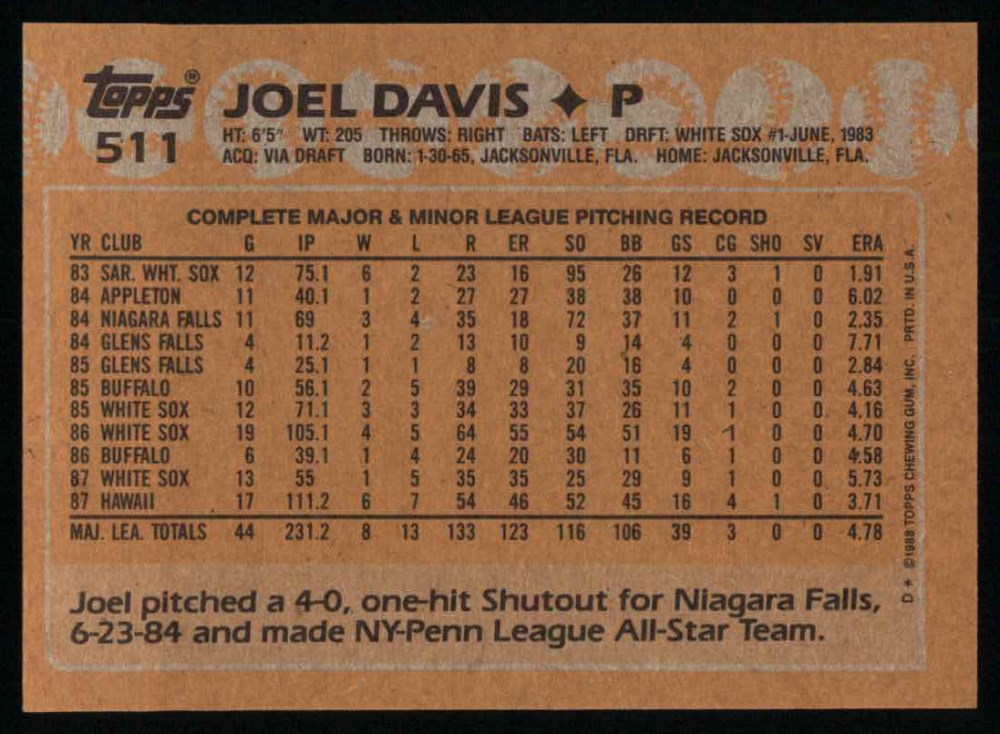 Topps® JOEL DAVIS ✦ P
511 HT: 6'5" WT: 205 THROWS: RIGHT BATS: LEFT DRFT: WHITE SOX #1-JUNE, 1983
ACQ: VIA DRAFT BORN: 1-30-65, JACKSONVILLE, FLA. HOME: JACKSONVILLE, FLA.
COMPLETE MAJOR & MINOR LEAGUE PITCHING RECORD
YR CLUB G IP W L R ER SO BB GS CG SHO SV ERA
83 SAR. WHT. SOX 12 75.1 6 2 23 16 95 26 12 3 1 0 1.91
84 APPLETON 11 40.1 1 2 27 27 38 38 10 0 0 0 6.02
84 NIAGARA FALLS 11 69 3 4 35 18 72 37 11 2 1 0 2.35
84 GLENS FALLS 4 11.2 1 2 13 10 9 14 4 0 0 0 7.71
85 GLENS FALLS 4 25.1 1 1 8 8 20 16 4 0 0 0 2.84
85 BUFFALO 10 56.1 2 5 39 29 31 35 10 2 0 0 4.63
85 WHITE SOX 12 71.1 3 3 34 33 37 26 11 1 0 0 4.16
86 WHITE SOX 19 105.1 4 5 64 55 54 51 19 1 0 0 4.70
86 BUFFALO 6 39.1 1 4 24 20 30 11 6 1 0 0 4.58
87 WHITE SOX 13 55 1 5 35 35 25 29 9 1 0 0 5.73
87 HAWAII 17 111.2 6 7 54 46 52 45 16 4 1 0 3.71
MAJ. LEA. TOTALS 44 231.2 8 13 133 123 116 106 39 3 0 0 4.78
Joel pitched a 4-0, one-hit Shutout for Niagara Falls,
6-23-84 and made NY-Penn League All-Star Team.
D* ©1988 TOPPS CHEWING GUM, INC. PRTD. IN U.S.A.